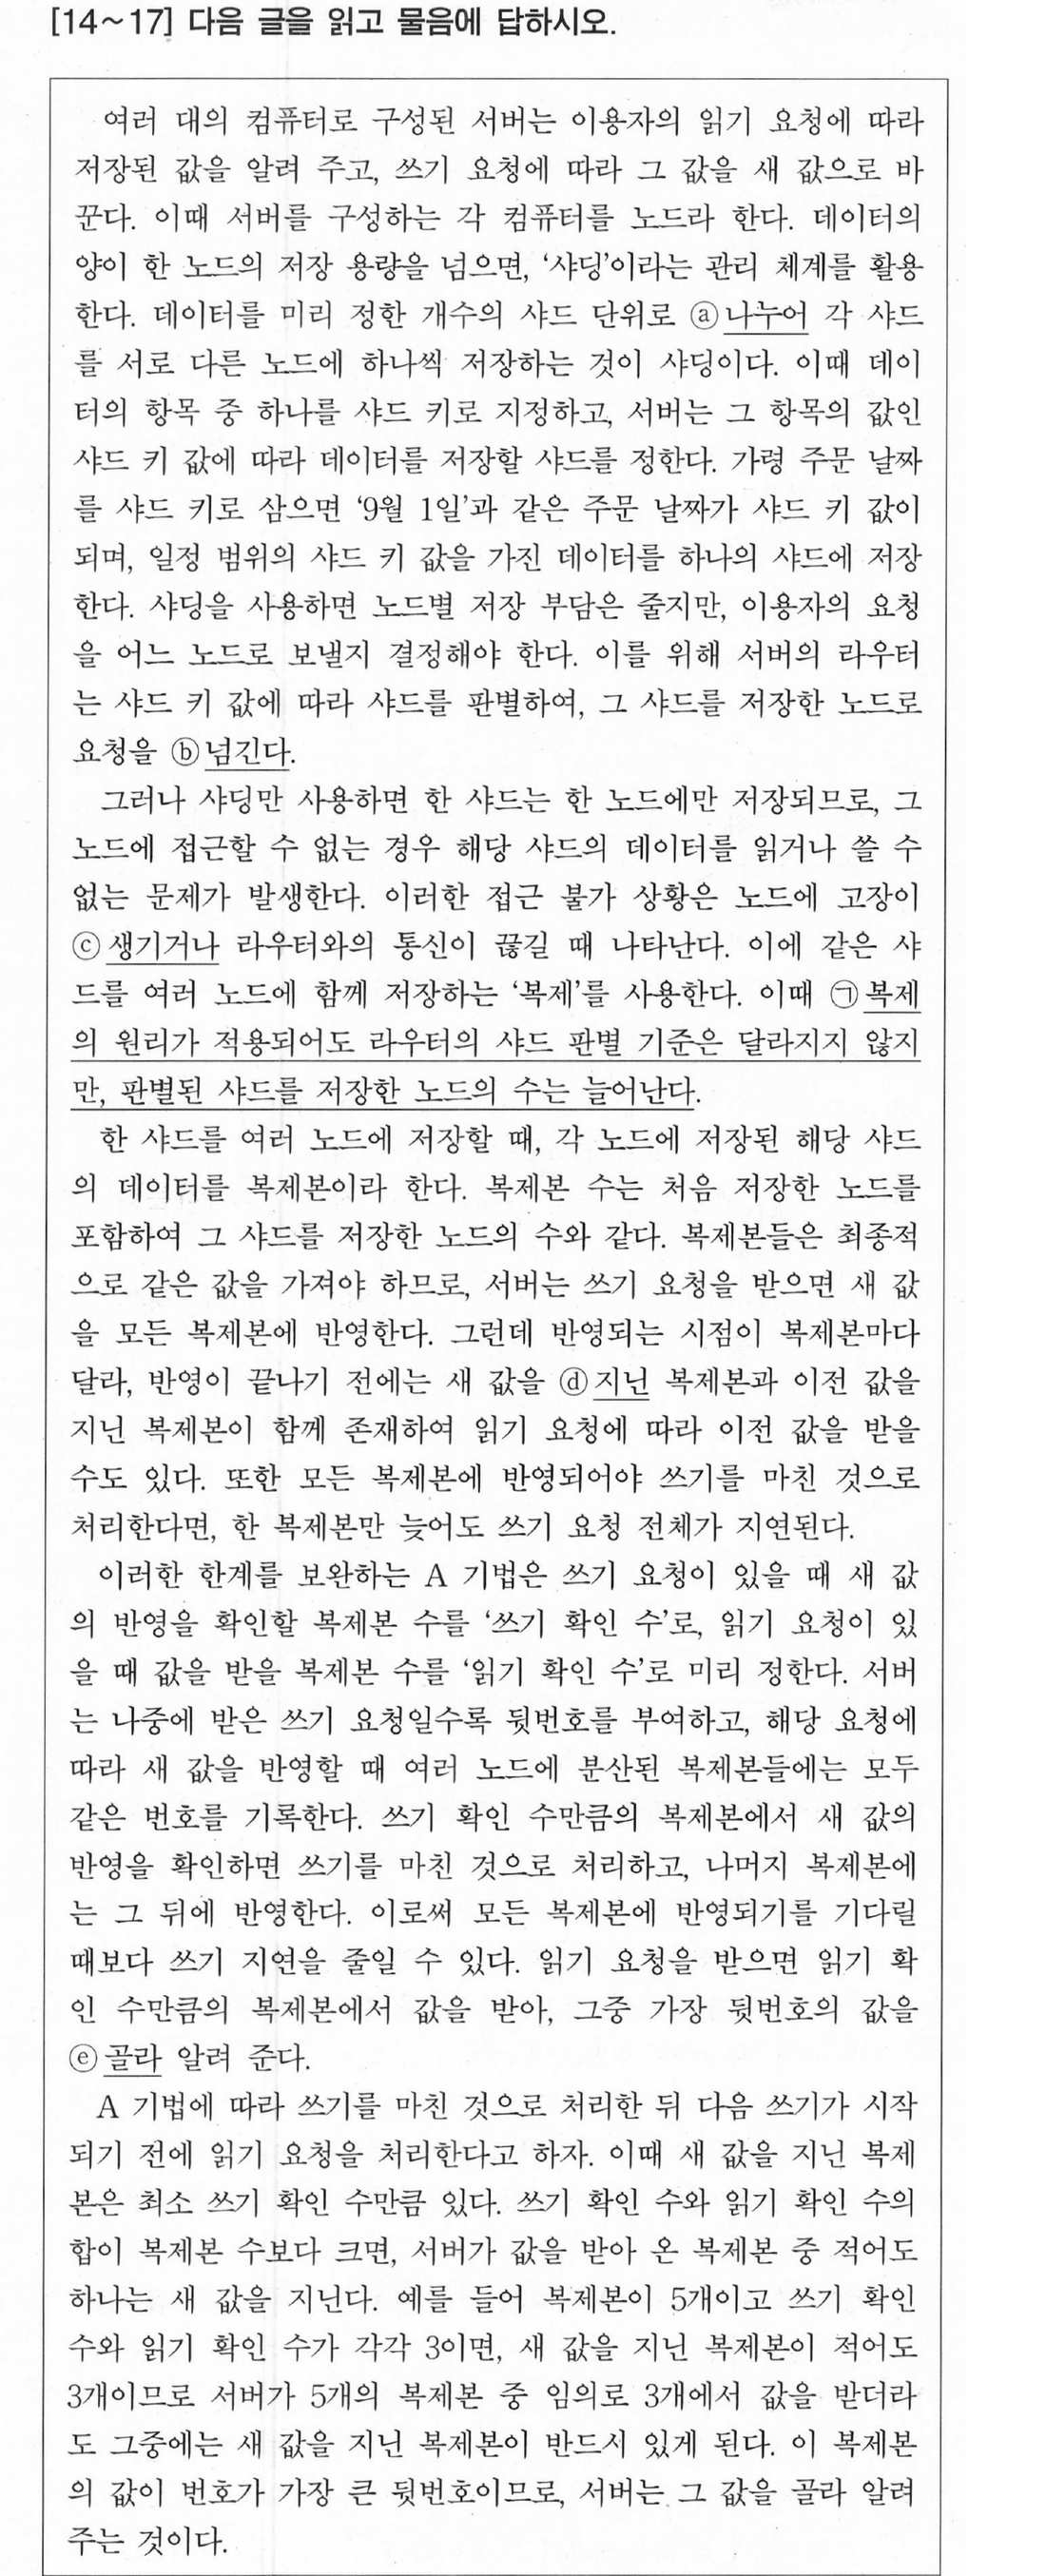 [14~17] 다음 글을 읽고 물음에 답하시오.
여러 대의 컴퓨터로 구성된 서버는 이용자의 읽기 요청에 따라
저장된 값을 알려 주고, 쓰기 요청에 따라 그 값을 새 값으로 바
꾼다. 이때 서버를 구성하는 각 컴퓨터를 노드라 한다. 데이터의
양이 한 노드의 저장 용량을 넘으면, ‘샤딩’이라는 관리 체계를 활용
한다. 데이터를 미리 정한 개수의 샤드 단위로 ⓐ나누어 각 샤드
를 서로 다른 노드에 하나씩 저장하는 것이 샤딩이다. 이때 데이
터의 항목 중 하나를 샤드 키로 지정하고, 서버는 그 항목의 값인
샤드 키 값에 따라 데이터를 저장할 샤드를 정한다. 가령 주문 날짜
를 샤드 키로 삼으면 ‘9월 1일’과 같은 주문 날짜가 샤드 키 값이
되며, 일정 범위의 샤드 키 값을 가진 데이터를 하나의 샤드에 저장
한다. 샤딩을 사용하면 노드별 저장 부담은 줄지만, 이용자의 요청
을 어느 노드로 보낼지 결정해야 한다. 이를 위해 서버의 라우터
는 샤드 키 값에 따라 샤드를 판별하여, 그 샤드를 저장한 노드로
요청을 ⓑ넘긴다.
그러나 샤딩만 사용하면 한 샤드는 한 노드에만 저장되므로, 그
노드에 접근할 수 없는 경우 해당 샤드의 데이터를 읽거나 쓸 수
없는 문제가 발생한다. 이러한 접근 불가 상황은 노드에 고장이
ⓒ생기거나 라우터와의 통신이 끊길 때 나타난다. 이에 같은 샤
드를 여러 노드에 함께 저장하는 ‘복제’를 사용한다. 이때 ㉠복제
의 원리가 적용되어도 라우터의 샤드 판별 기준은 달라지지 않지
만, 판별된 샤드를 저장한 노드의 수는 늘어난다.
한 샤드를 여러 노드에 저장할 때, 각 노드에 저장된 해당 샤드
의 데이터를 복제본이라 한다. 복제본 수는 처음 저장한 노드를
포함하여 그 샤드를 저장한 노드의 수와 같다. 복제본들은 최종적
으로 같은 값을 가져야 하므로, 서버는 쓰기 요청을 받으면 새 값
을 모든 복제본에 반영한다. 그런데 반영되는 시점이 복제본마다
달라, 반영이 끝나기 전에는 새 값을 ⓓ지닌 복제본과 이전 값을
지닌 복제본이 함께 존재하여 읽기 요청에 따라 이전 값을 받을
수도 있다. 또한 모든 복제본에 반영되어야 쓰기를 마친 것으로
처리한다면, 한 복제본만 늦어도 쓰기 요청 전체가 지연된다.
이러한 한계를 보완하는 A 기법은 쓰기 요청이 있을 때 새 값
의 반영을 확인할 복제본 수를 ‘쓰기 확인 수’로, 읽기 요청이 있
을 때 값을 받을 복제본 수를 ‘읽기 확인 수’로 미리 정한다. 서버
는 나중에 받은 쓰기 요청일수록 뒷번호를 부여하고, 해당 요청에
따라 새 값을 반영할 때 여러 노드에 분산된 복제본들에는 모두
같은 번호를 기록한다. 쓰기 확인 수만큼의 복제본에서 새 값의
반영을 확인하면 쓰기를 마친 것으로 처리하고, 나머지 복제본에
는 그 뒤에 반영한다. 이로써 모든 복제본에 반영되기를 기다릴
때보다 쓰기 지연을 줄일 수 있다. 읽기 요청을 받으면 읽기 확
인 수만큼의 복제본에서 값을 받아, 그중 가장 뒷번호의 값을
ⓔ골라 알려 준다.
A 기법에 따라 쓰기를 마친 것으로 처리한 뒤 다음 쓰기가 시작
되기 전에 읽기 요청을 처리한다고 하자. 이때 새 값을 지닌 복제
본은 최소 쓰기 확인 수만큼 있다. 쓰기 확인 수와 읽기 확인 수의
합이 복제본 수보다 크면, 서버가 값을 받아 온 복제본 중 적어도
하나는 새 값을 지닌다. 예를 들어 복제본이 5개이고 쓰기 확인
수와 읽기 확인 수가 각각 3이면, 새 값을 지닌 복제본이 적어도
3개이므로 서버가 5개의 복제본 중 임의로 3개에서 값을 받더라
도 그중에는 새 값을 지닌 복제본이 반드시 있게 된다. 이 복제본
의 값이 번호가 가장 큰 뒷번호이므로, 서버는 그 값을 골라 알려
주는 것이다.